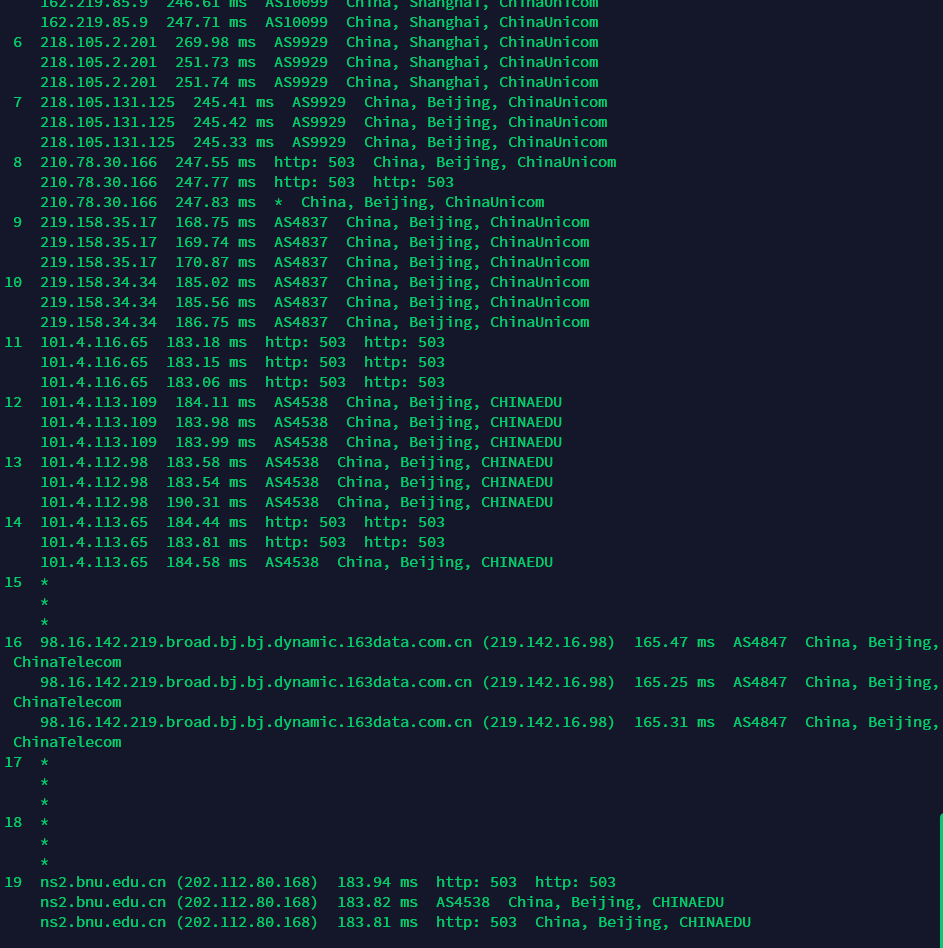 162.219.85.9  246.61 ms  AS10099  China, Shanghai, ChinaUnicom
162.219.85.9  247.71 ms  AS10099  China, Shanghai, ChinaUnicom
6  218.105.2.201  269.98 ms  AS9929  China, Shanghai, ChinaUnicom
218.105.2.201  251.73 ms  AS9929  China, Shanghai, ChinaUnicom
218.105.2.201  251.74 ms  AS9929  China, Shanghai, ChinaUnicom
7  218.105.131.125  245.41 ms  AS9929  China, Beijing, ChinaUnicom
218.105.131.125  245.42 ms  AS9929  China, Beijing, ChinaUnicom
218.105.131.125  245.33 ms  AS9929  China, Beijing, ChinaUnicom
8  210.78.30.166  247.55 ms  http: 503  China, Beijing, ChinaUnicom
210.78.30.166  247.77 ms  http: 503  http: 503
210.78.30.166  247.83 ms  *  China, Beijing, ChinaUnicom
9  219.158.35.17  168.75 ms  AS4837  China, Beijing, ChinaUnicom
219.158.35.17  169.74 ms  AS4837  China, Beijing, ChinaUnicom
219.158.35.17  170.87 ms  AS4837  China, Beijing, ChinaUnicom
10  219.158.34.34  185.02 ms  AS4837  China, Beijing, ChinaUnicom
219.158.34.34  185.56 ms  AS4837  China, Beijing, ChinaUnicom
219.158.34.34  186.75 ms  AS4837  China, Beijing, ChinaUnicom
11  101.4.116.65  183.18 ms  http: 503  http: 503
101.4.116.65  183.15 ms  http: 503  http: 503
101.4.116.65  183.06 ms  http: 503  http: 503
12  101.4.113.109  184.11 ms  AS4538  China, Beijing, CHINAEDU
101.4.113.109  183.98 ms  AS4538  China, Beijing, CHINAEDU
101.4.113.109  183.99 ms  AS4538  China, Beijing, CHINAEDU
13  101.4.112.98  183.58 ms  AS4538  China, Beijing, CHINAEDU
101.4.112.98  183.54 ms  AS4538  China, Beijing, CHINAEDU
101.4.112.98  190.31 ms  AS4538  China, Beijing, CHINAEDU
14  101.4.113.65  184.44 ms  http: 503  http: 503
101.4.113.65  183.81 ms  http: 503  http: 503
101.4.113.65  184.58 ms  AS4538  China, Beijing, CHINAEDU
15  *
*
*
16  98.16.142.219.broad.bj.bj.dynamic.163data.com.cn (219.142.16.98)  165.47 ms  AS4847  China, Beijing,
ChinaTelecom
98.16.142.219.broad.bj.bj.dynamic.163data.com.cn (219.142.16.98)  165.25 ms  AS4847  China, Beijing,
ChinaTelecom
98.16.142.219.broad.bj.bj.dynamic.163data.com.cn (219.142.16.98)  165.31 ms  AS4847  China, Beijing,
ChinaTelecom
17  *
*
*
18  *
*
*
19  ns2.bnu.edu.cn (202.112.80.168)  183.94 ms  http: 503  http: 503
ns2.bnu.edu.cn (202.112.80.168)  183.82 ms  AS4538  China, Beijing, CHINAEDU
ns2.bnu.edu.cn (202.112.80.168)  183.81 ms  http: 503  China, Beijing, CHINAEDU